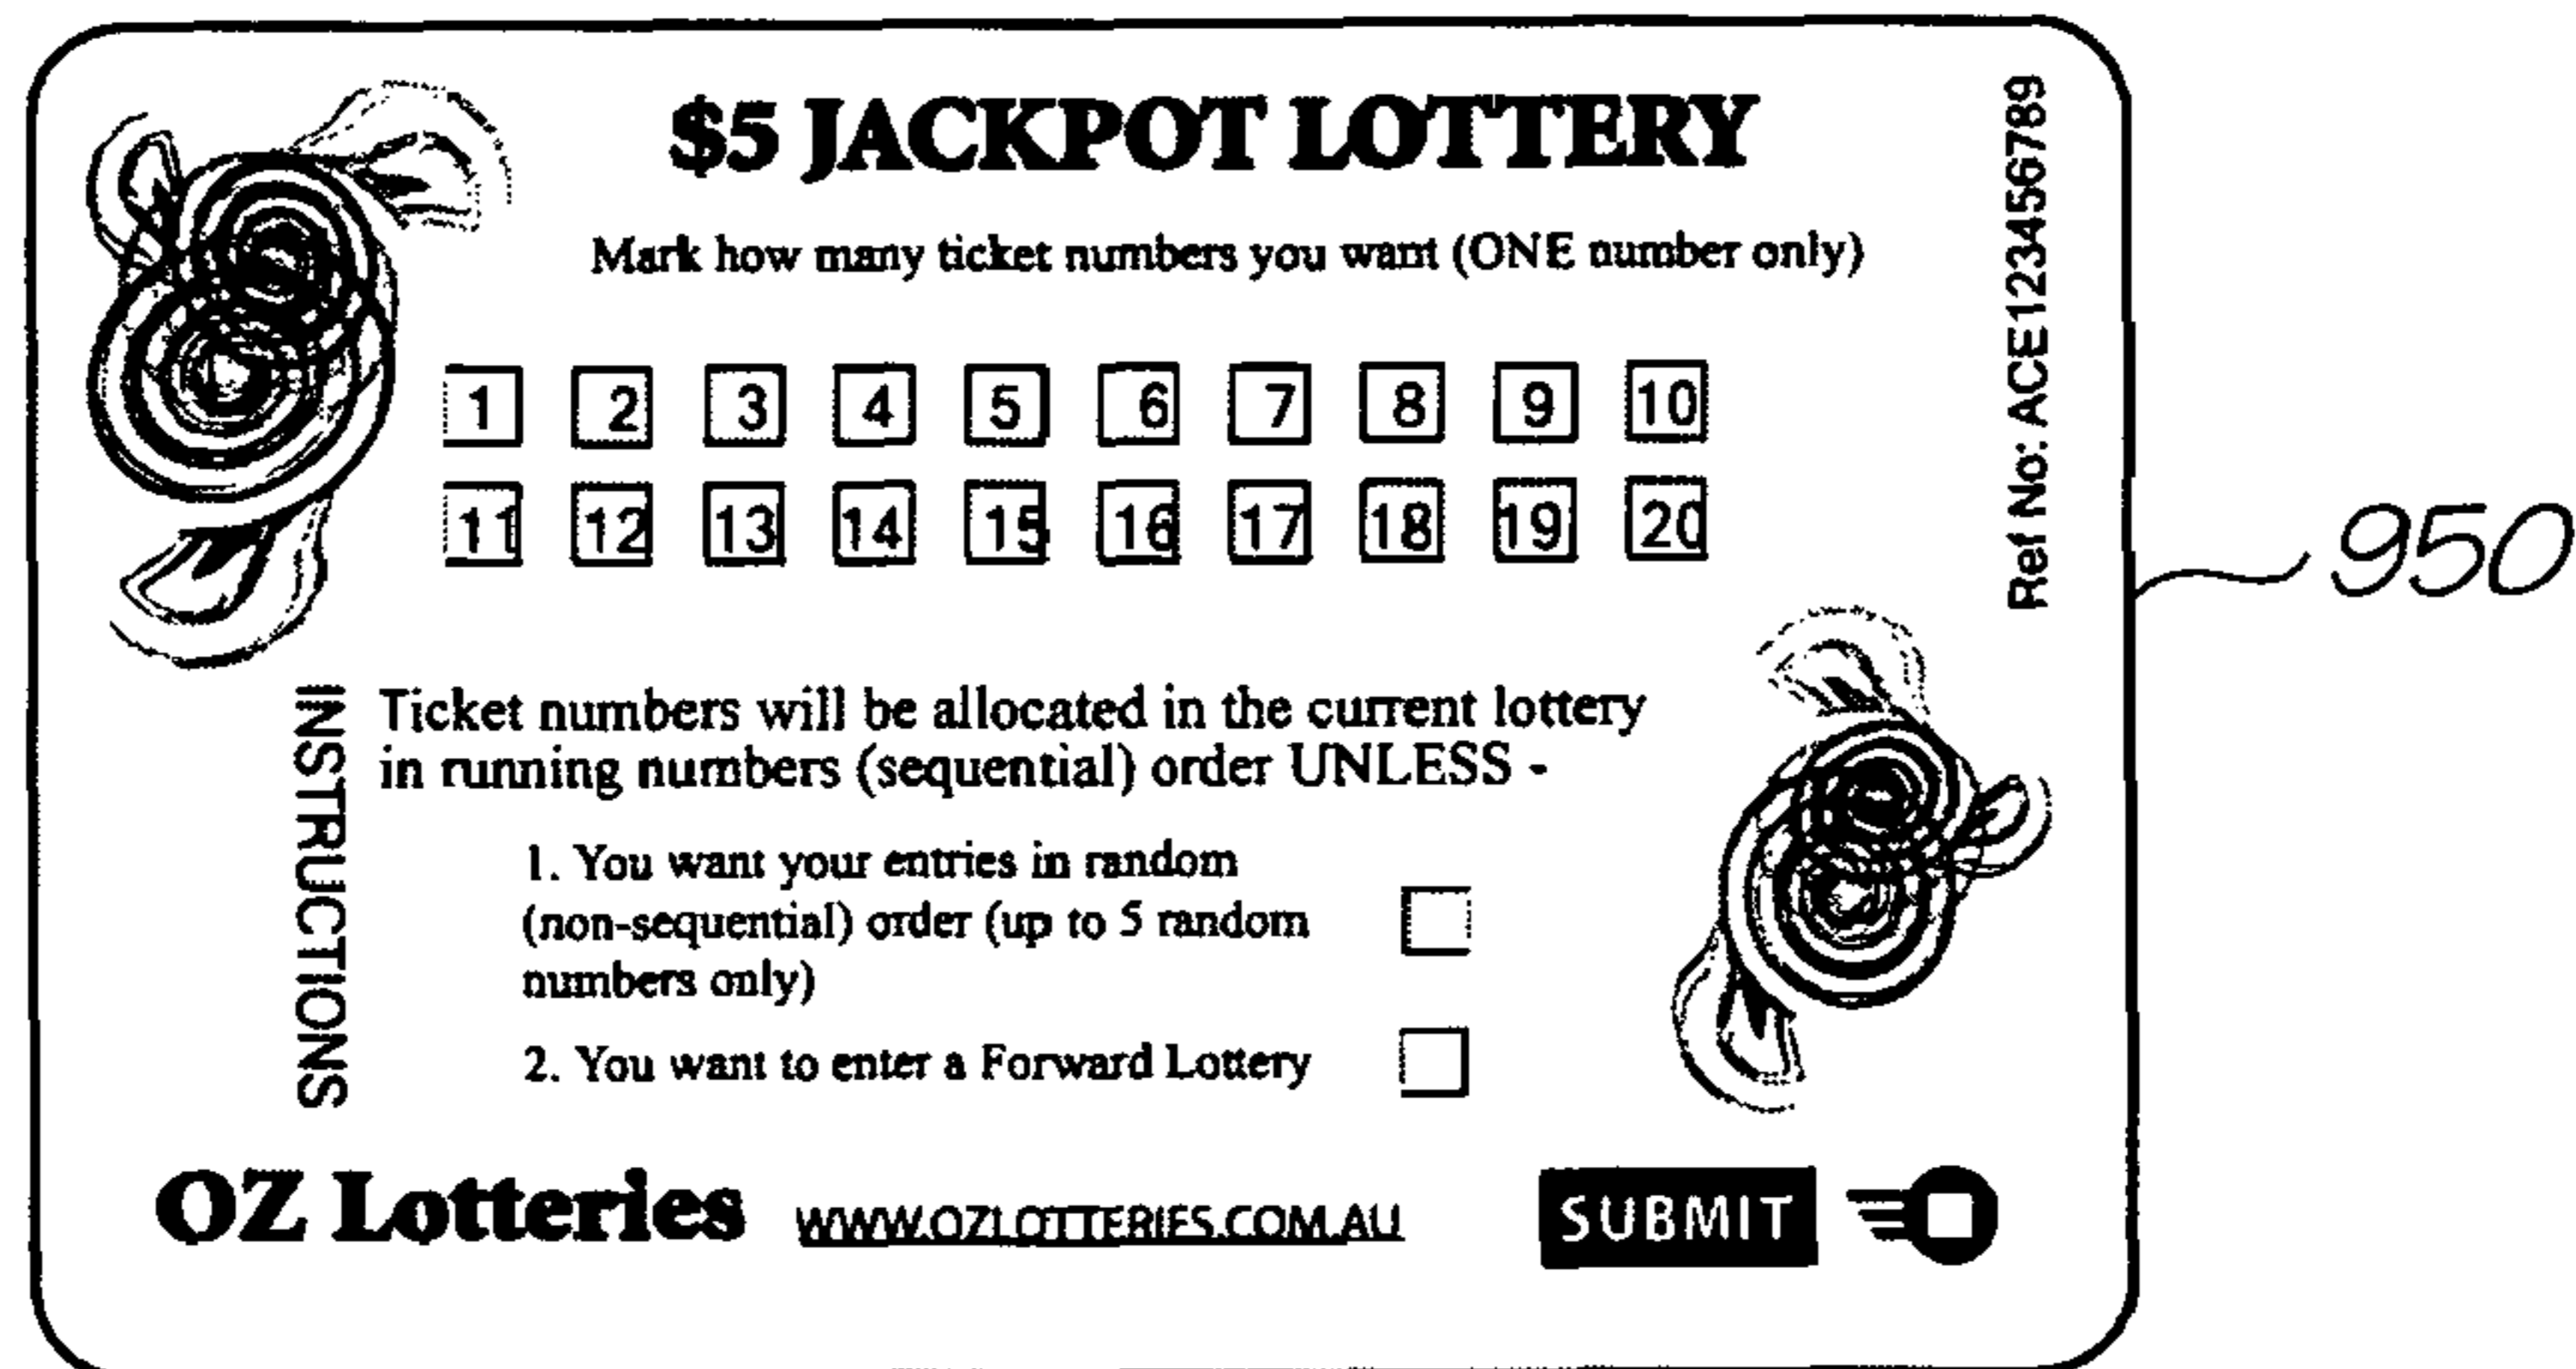 $5 JACKPOT LOTTERY
Mark how many ticket numbers you want (ONE number only)
1 2 3 4 5 6 7 8 9 10
11 12 13 14 15 16 17 18 19 20
Ref No: ACE123456789
950
INSTRUCTIONS
Ticket numbers will be allocated in the current lottery
in running numbers (sequential) order UNLESS -
1. You want your entries in random
(non-sequential) order (up to 5 random
numbers only)
2. You want to enter a Forward Lottery
OZ Lotteries WWW.OZLOTTERIES.COM.AU SUBMIT